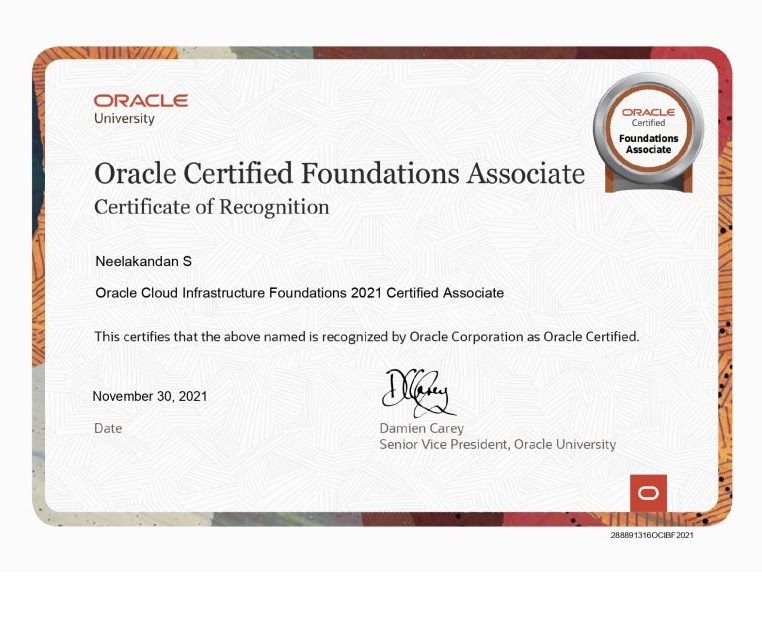 ORACLE
University
ORACLE
Certified
Foundations
Associate
Oracle Certified Foundations Associate
Certificate of Recognition
Neelakandan S
Oracle Cloud Infrastructure Foundations 2021 Certified Associate
This certifies that the above named is recognized by Oracle Corporation as Oracle Certified.
November 30, 2021
DCarey
Date
Damien Carey
Senior Vice President, Oracle University
288891316OCIBF2021